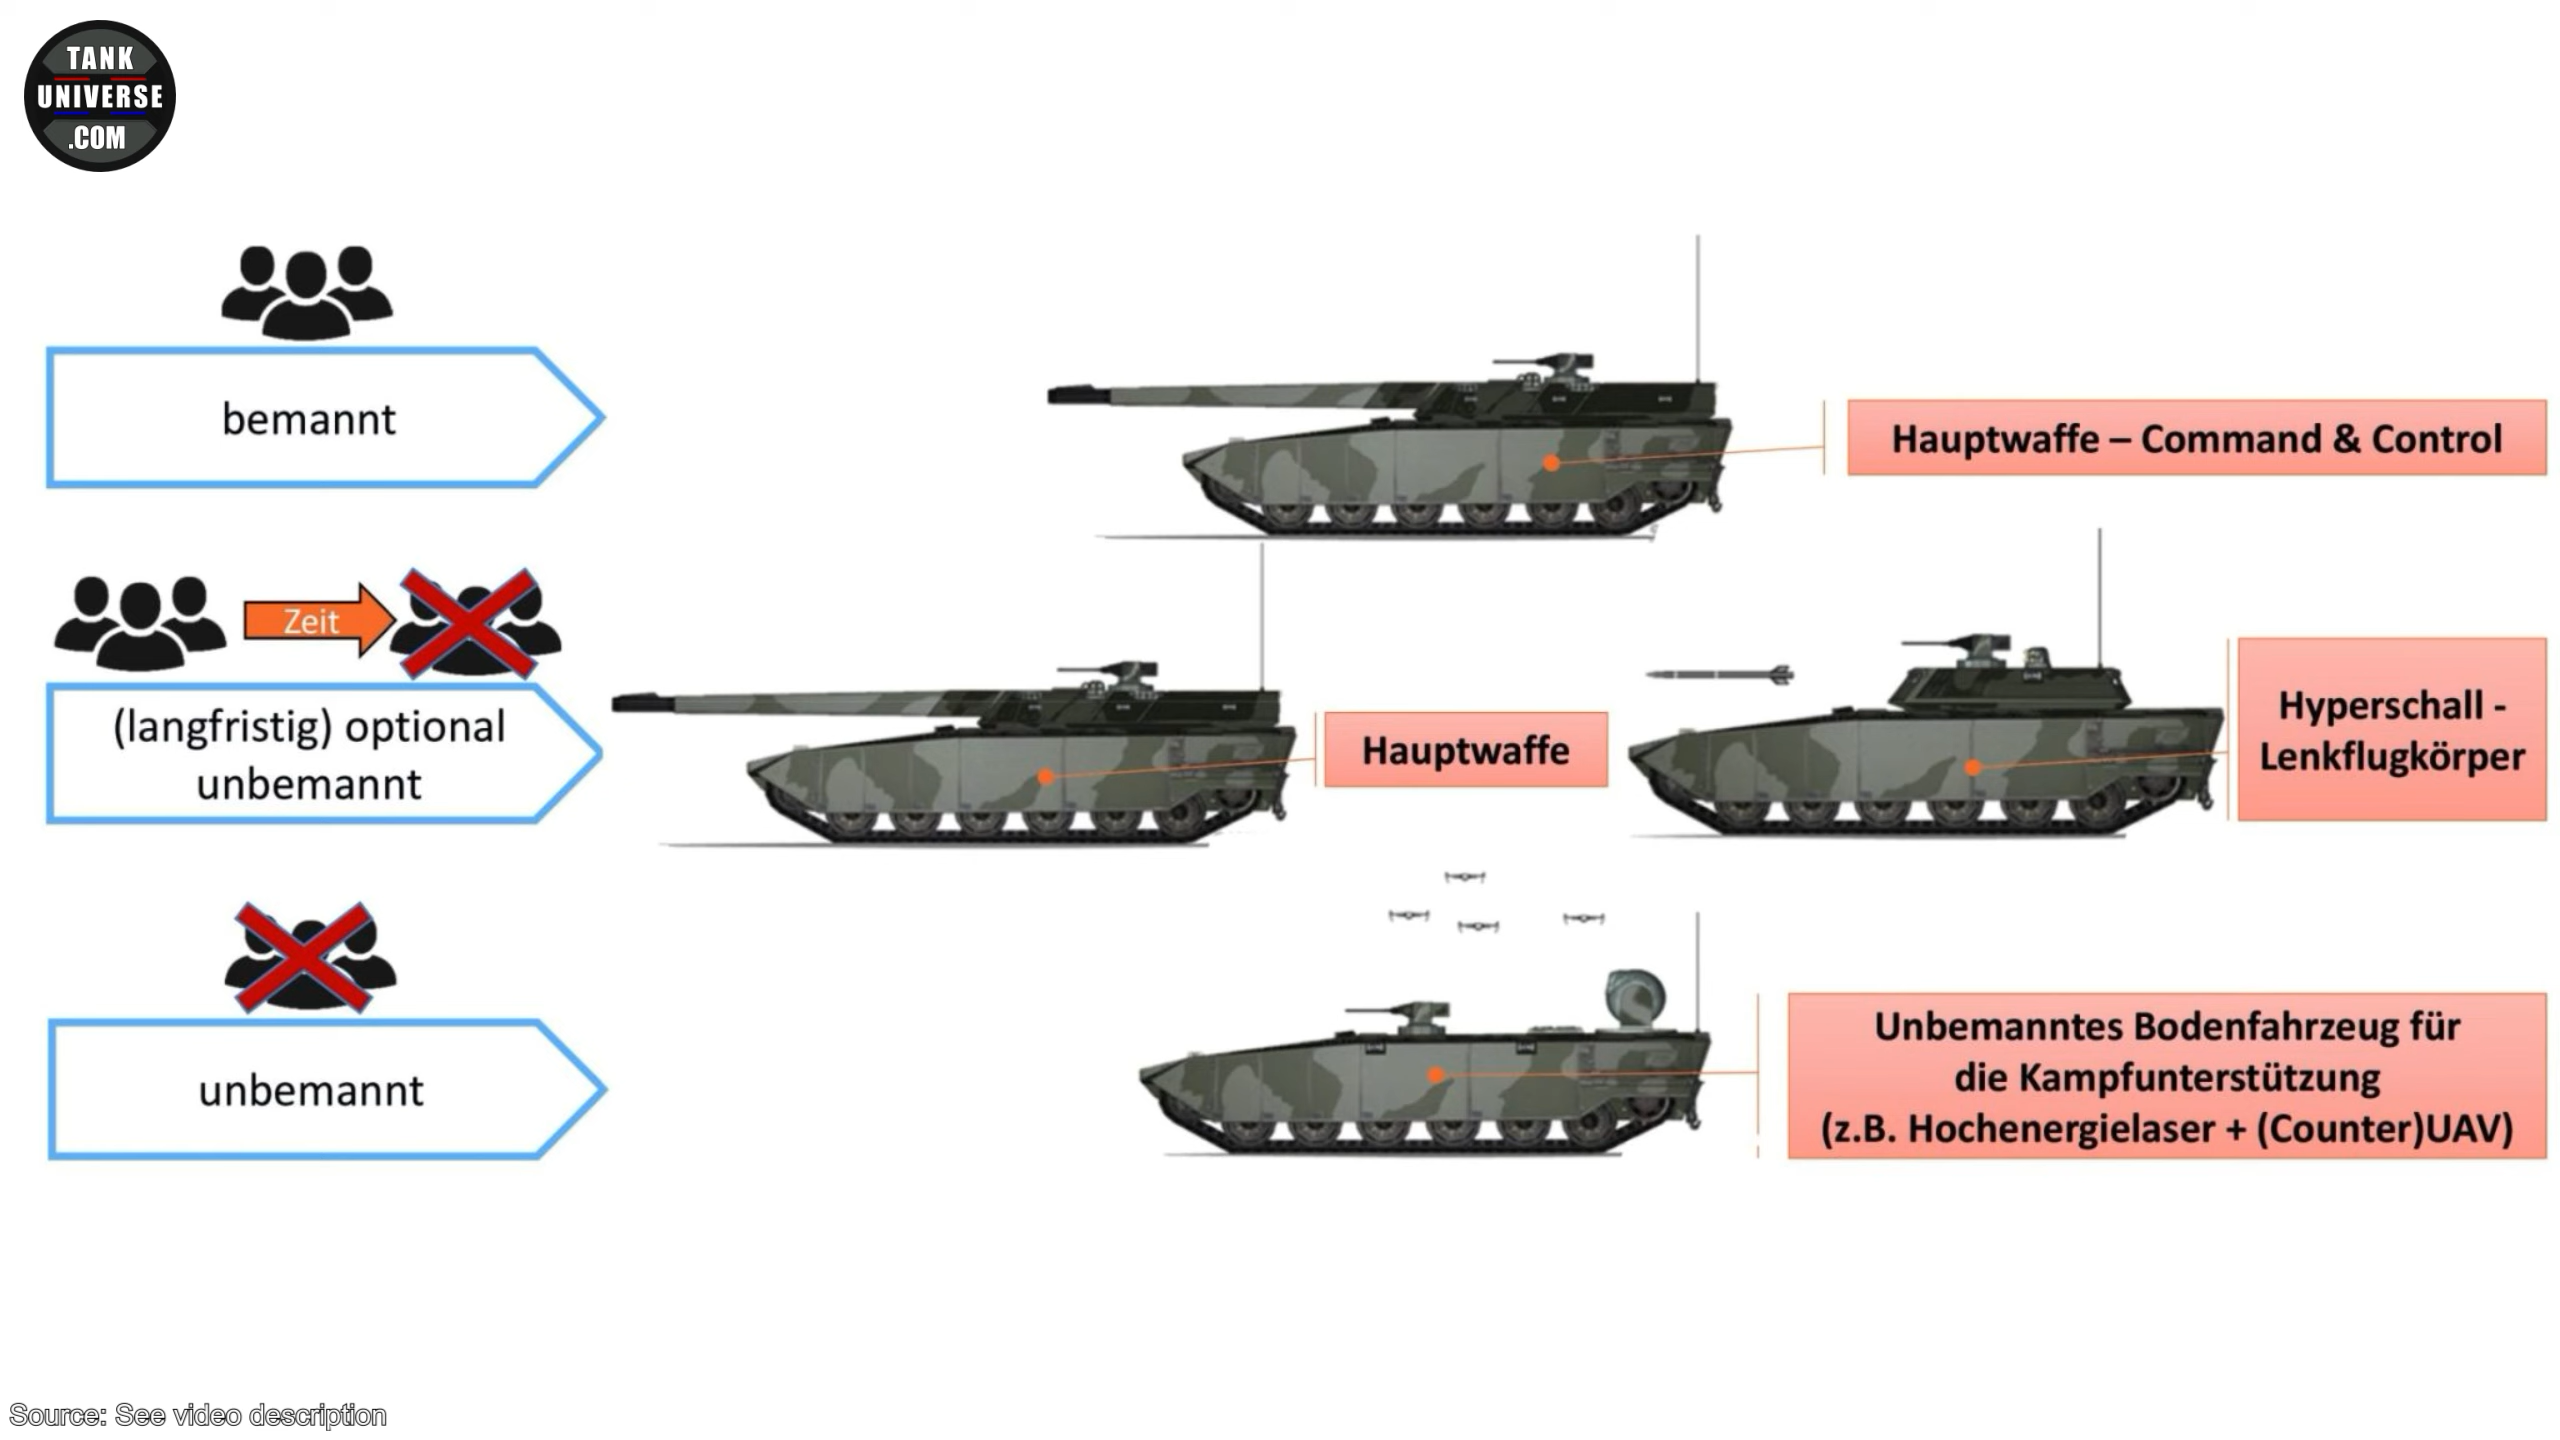 TANK
UNIVERSE
.COM
bemannt
Hauptwaffe – Command & Control
Zeit
(langfristig) optional
unbemannt
Hauptwaffe
Hyperschall -
Lenkflugkörper
unbemannt
Unbemanntes Bodenfahrzeug für
die Kampfunterstützung
(z.B. Hochenergielaser + (Counter)UAV)
Source: See video description